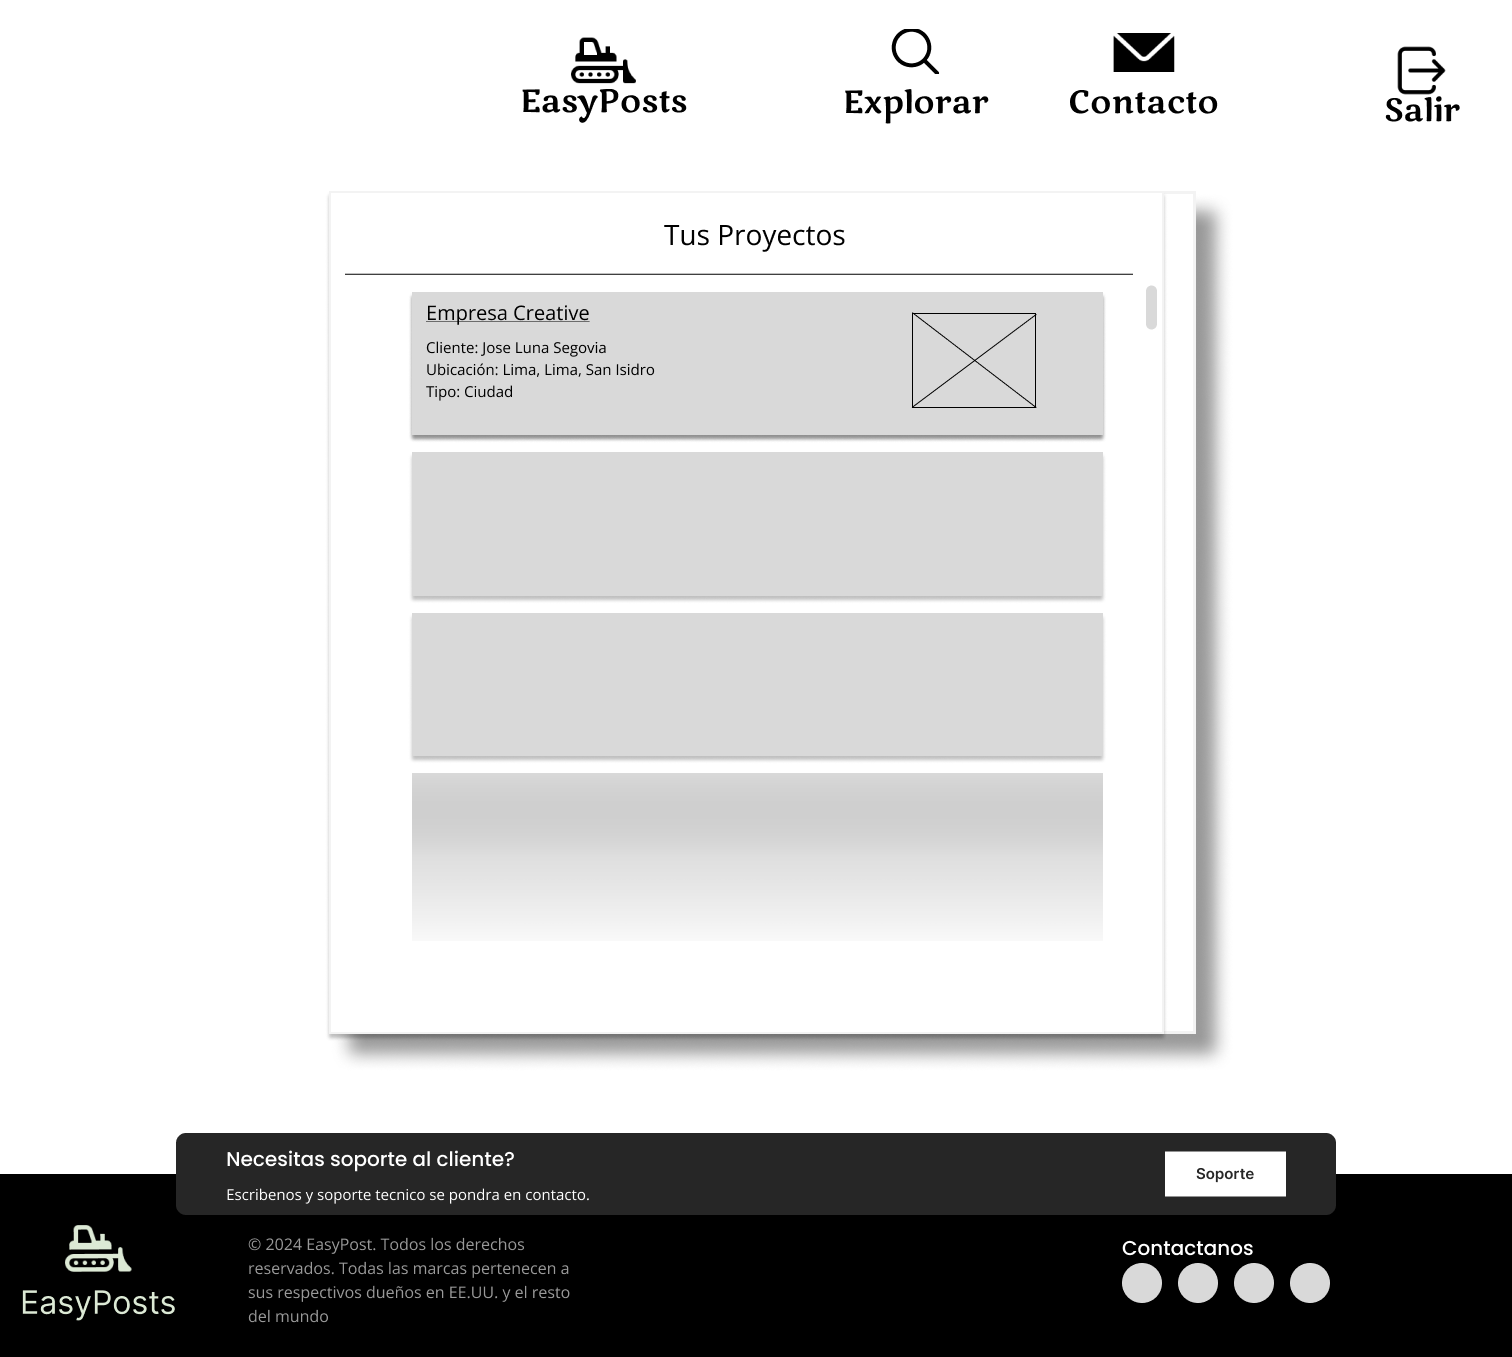 EasyPosts
Explorar
Contacto
Salir
Tus Proyectos
Empresa Creative
Cliente: Jose Luna Segovia
Ubicación: Lima, Lima, San Isidro
Tipo: Ciudad
Necesitas soporte al cliente?
Escribenos y soporte tecnico se pondra en contacto.
Soporte
EasyPosts
© 2024 EasyPost. Todos los derechos
reservados. Todas las marcas pertenecen a
sus respectivos dueños en EE.UU. y el resto
del mundo
Contactanos